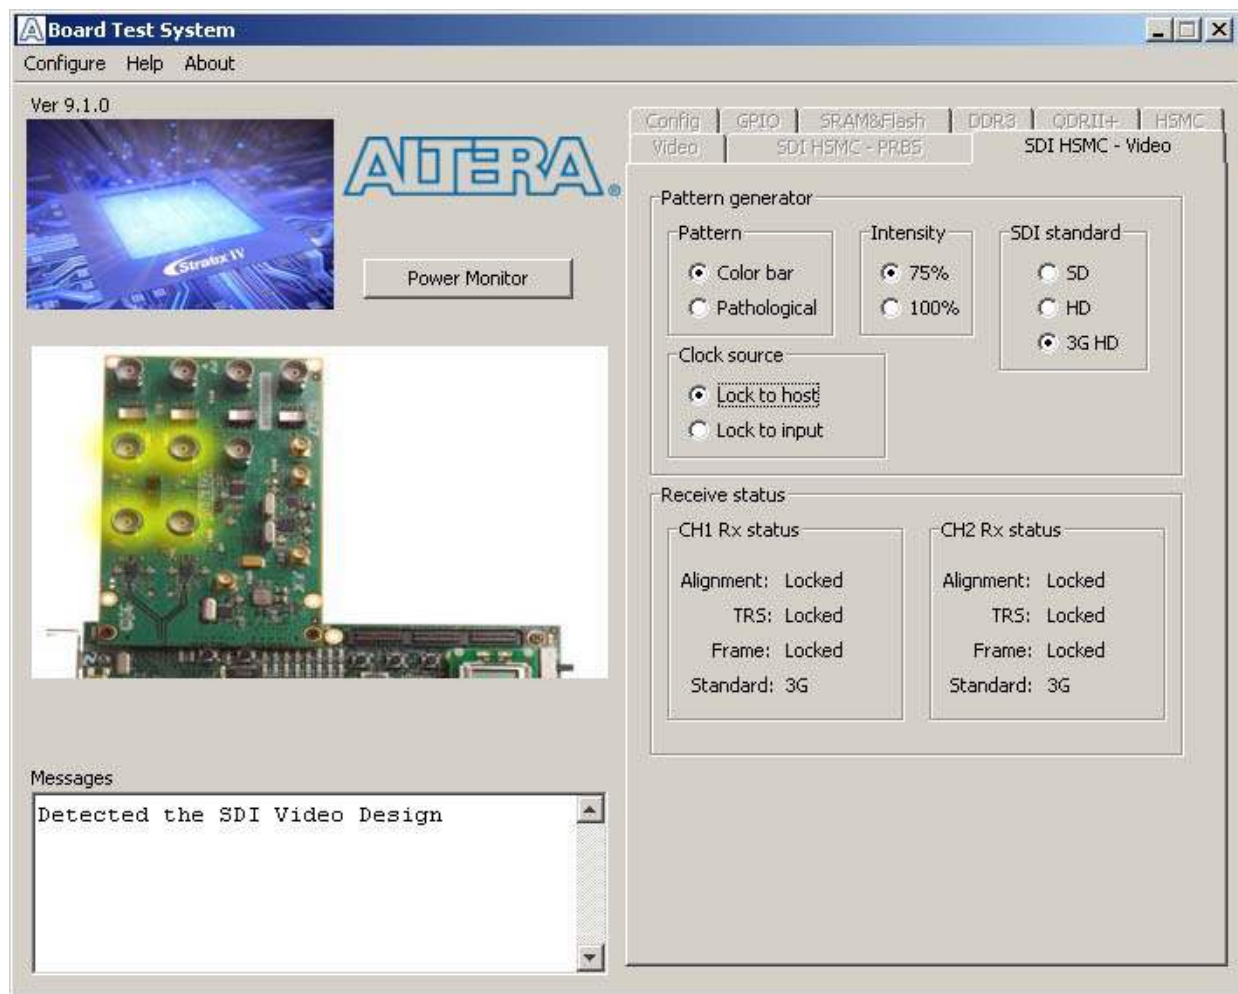 Board Test System
Configure Help About
Ver 9.1.0
Stratix IV
ALTERA®
Power Monitor
Config GPIO SRAM&Flash DDR3 QDRII+ HSMC
Video SDI HSMC - PRBS SDI HSMC - Video
Pattern generator
Pattern
Color bar
Pathological
Intensity
75%
100%
SDI standard
SD
HD
3G HD
Clock source
Lock to host
Lock to input
Receive status
CH1 Rx status
Alignment: Locked
TRS: Locked
Frame: Locked
Standard: 3G
CH2 Rx status
Alignment: Locked
TRS: Locked
Frame: Locked
Standard: 3G
Messages
Detected the SDI Video Design